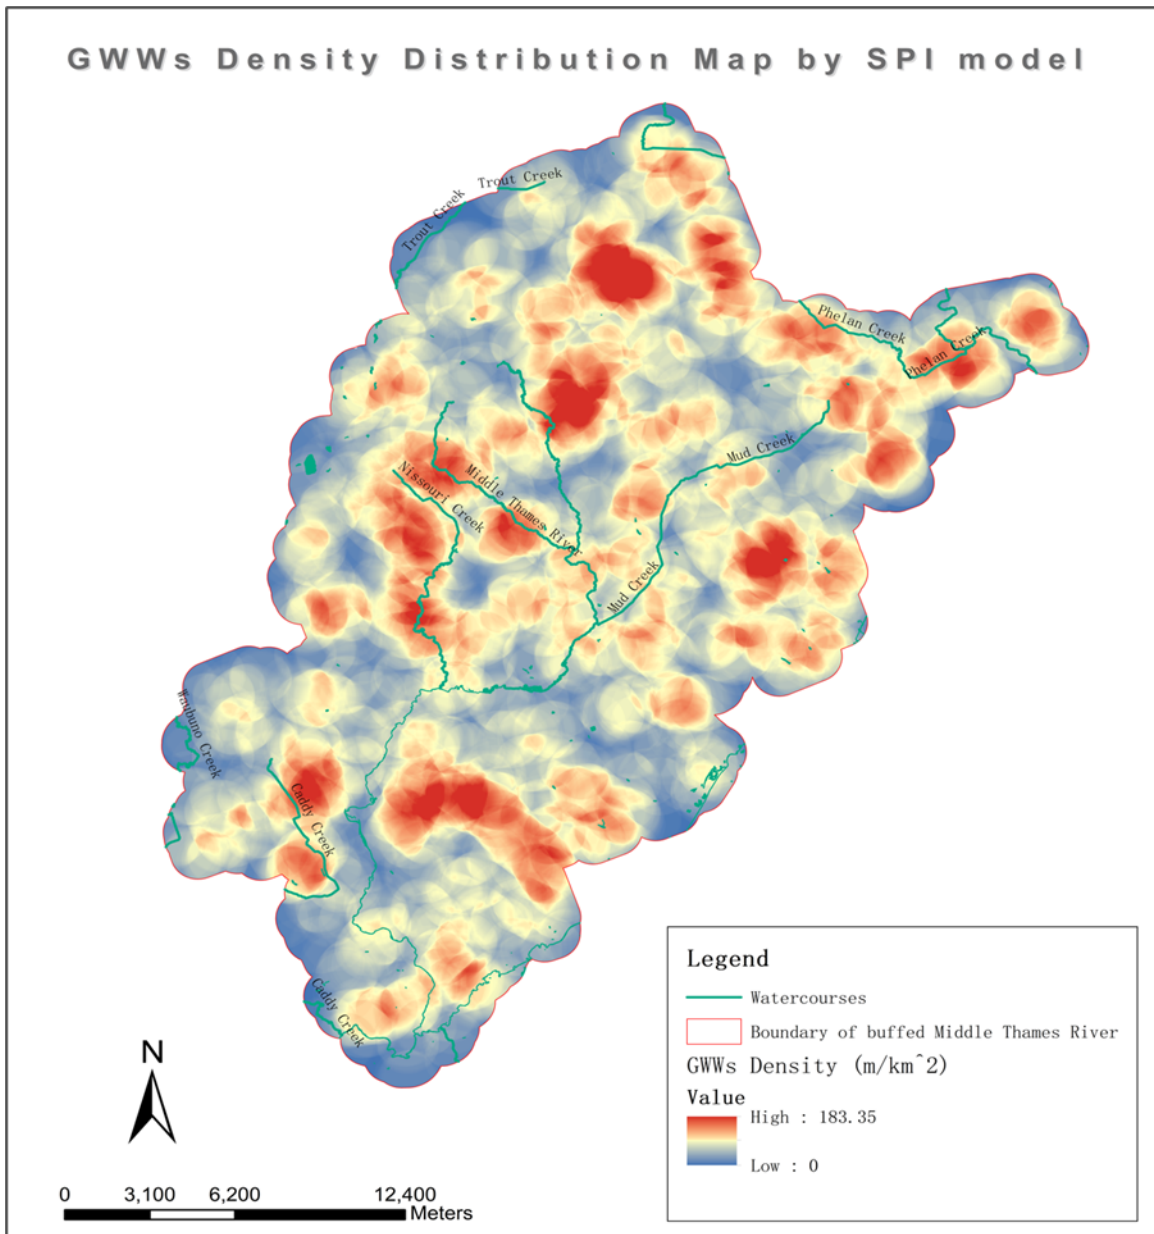 GWWs Density Distribution Map by SPI model
Trout Creek
Trout Creek
Phelan Creek
Phelan Creek
Mud Creek
Middle Thames River
Nissouri Creek
Mud Creek
Waubuno Creek
Caddy Creek
Caddy Creek
Legend
Watercourses
Boundary of buffed Middle Thames River
GWWs Density (m/km^2)
Value
High : 183.35
Low : 0
N
0 3,100 6,200 12,400
Meters